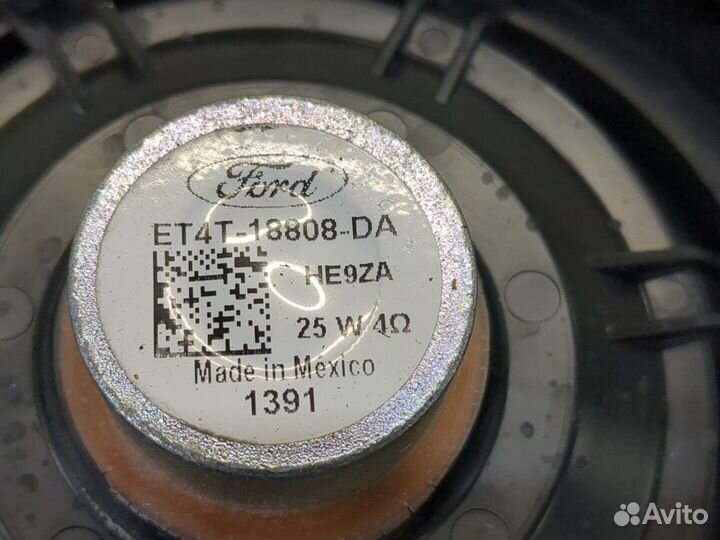 Ford
ET4T-18808-DA
HE9ZA
25 W 4Ω
Made in Mexico
1391
Avito